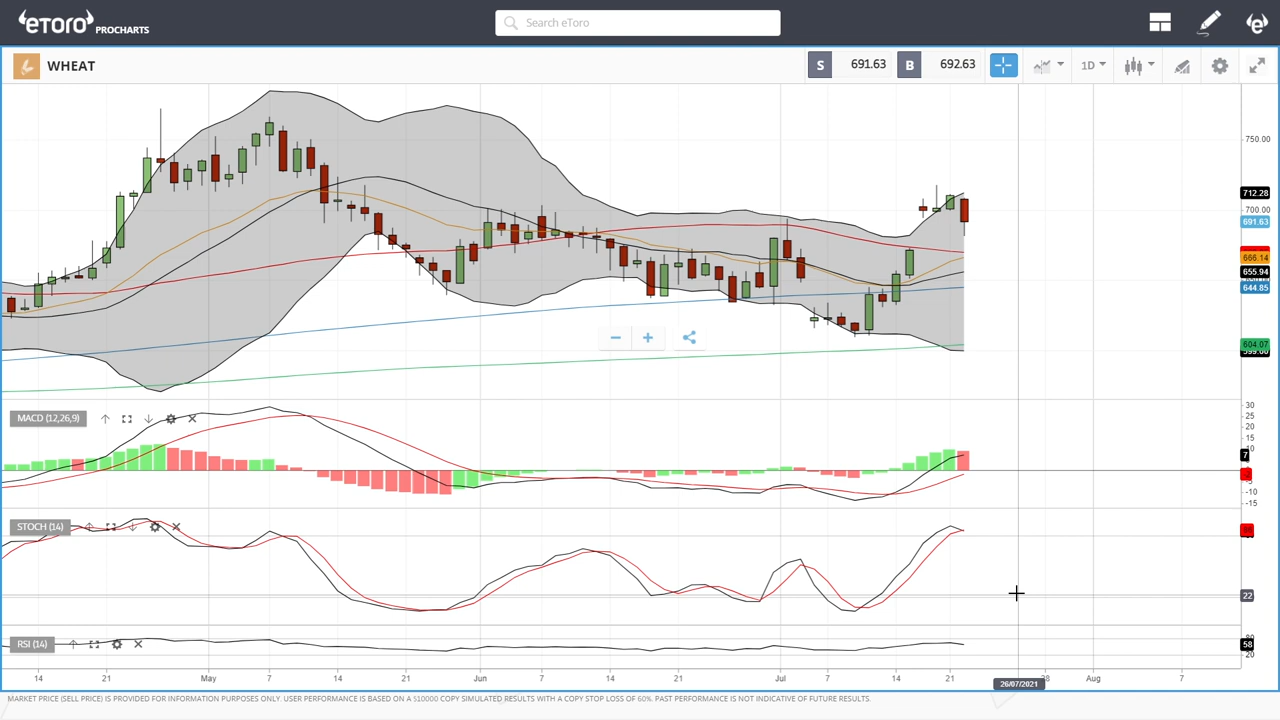 eToro PROCHARTS
Search eToro
WHEAT
S 691.63 B 692.63 1D
750.00
712.28
700.00
691.63
666.14
655.94
644.85
604.07
MACD (12,26,9)
30
25
20
15
10
7
-5
-10
-15
STOCH (14)
22
RSI (14)
80
58
20
14 21 May 7 14 21 Jun 7 14 21 Jul 7 14 21 26/07/2021 28 Aug 7
MARKET PRICE (SELL PRICE) IS PROVIDED FOR INFORMATION PURPOSES ONLY. USER PERFORMANCE IS BASED ON A $10000 COPY SIMULATED RESULTS WITH A COPY STOP LOSS OF 60%. PAST PERFORMANCE IS NOT INDICATIVE OF FUTURE RESULTS.